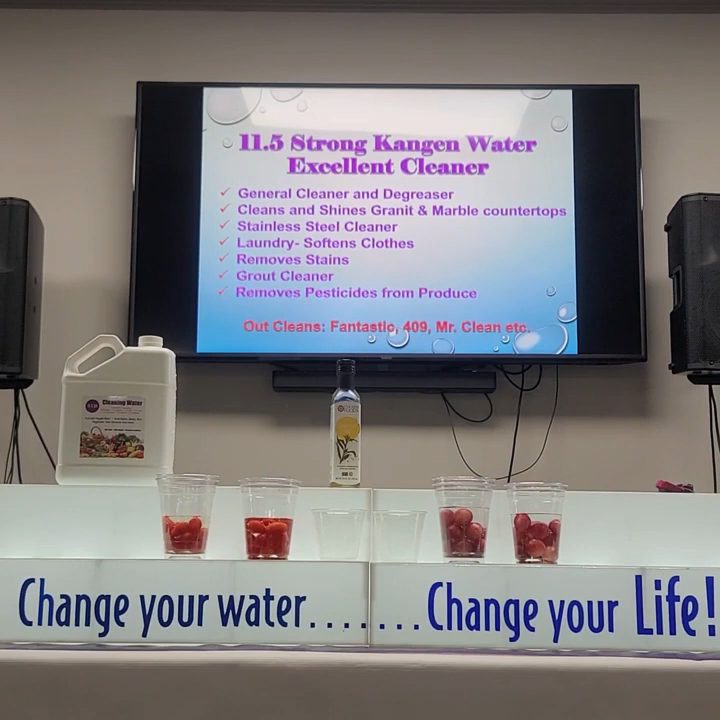 11.5 Strong Kangen Water
Excellent Cleaner
✓ General Cleaner and Degreaser
✓ Cleans and Shines Granit & Marble countertops
✓ Stainless Steel Cleaner
✓ Laundry- Softens Clothes
✓ Removes Stains
✓ Grout Cleaner
✓ Removes Pesticides from Produce
Out Cleans: Fantastic, 409, Mr. Clean etc.
Cleaning Water
Change your water.......Change your Life!